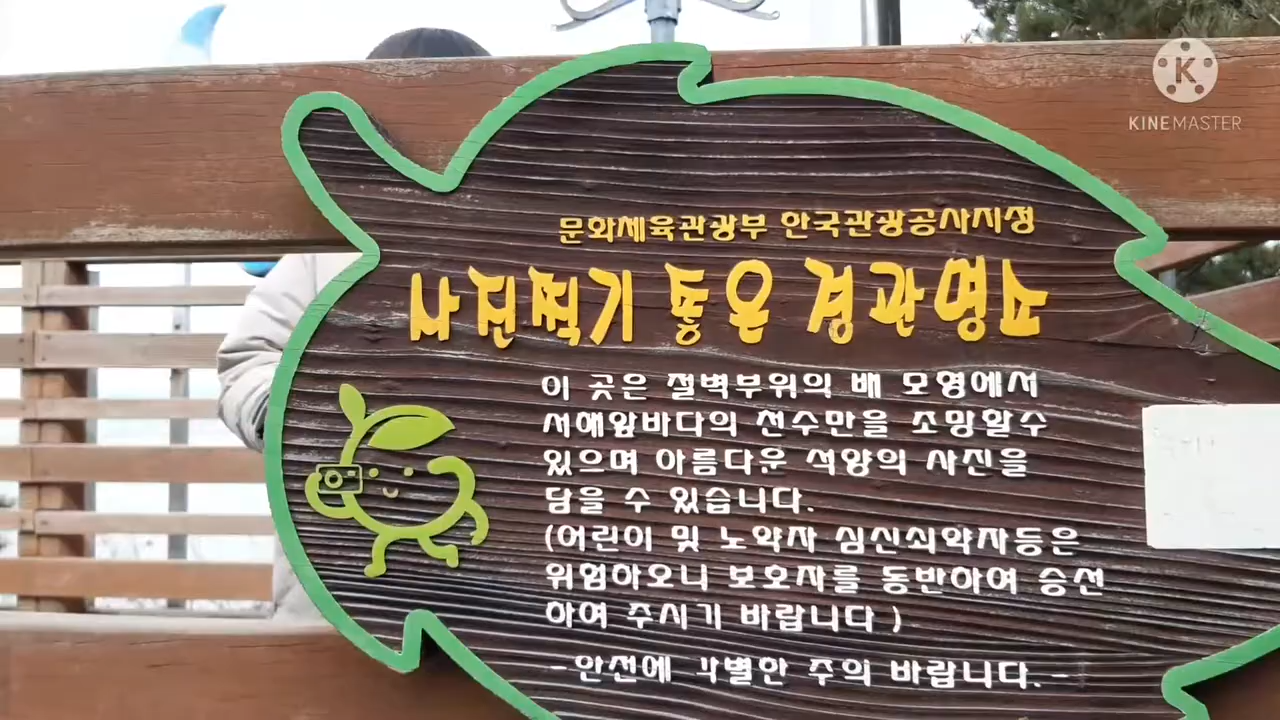 문화체육관광부 한국관광공사지정
사진찍기 좋은 경관명소
이 곳은 절벽부위의 배 모형에서
서해앞바다의 천수만을 조망할수
있으며 아름다운 석양의 사진을
담을 수 있습니다.
(어린이 및 노약자 심신쇠약자등은
위험하오니 보호자를 동반하여 승선
하여 주시기 바랍니다 )
-안전에 각별한 주의 바랍니다.-
KINEMASTER